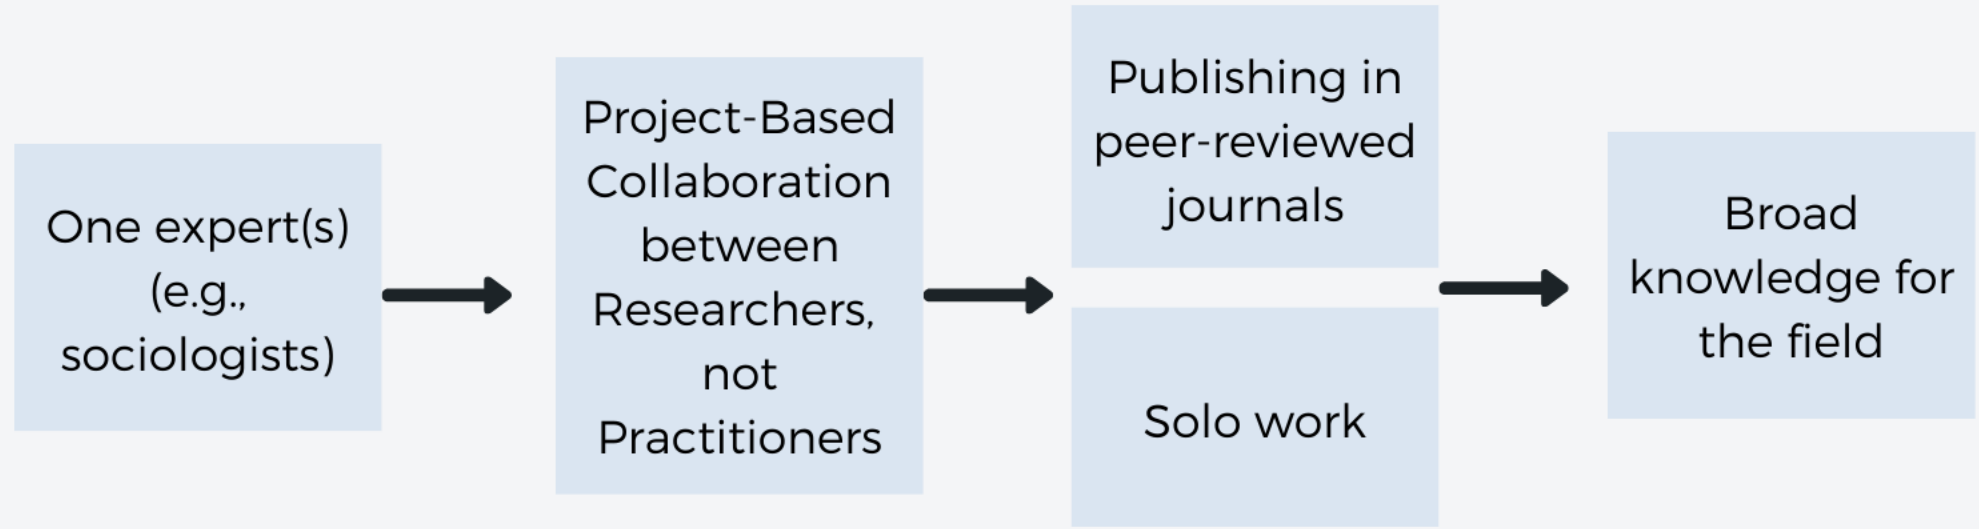 One expert(s)
(e.g.,
sociologists)
Project-Based
Collaboration
between
Researchers,
not
Practitioners
Publishing in
peer-reviewed
journals
Solo work
Broad
knowledge for
the field